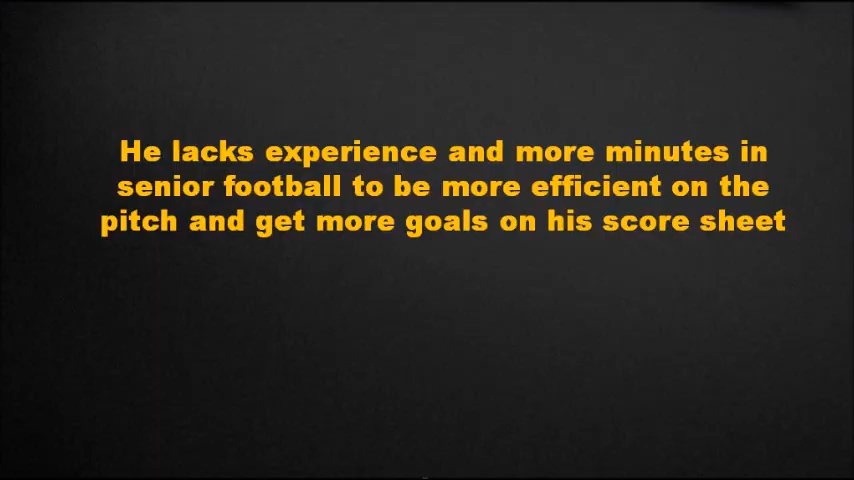 He lacks experience and more minutes in
senior football to be more efficient on the
pitch and get more goals on his score sheet